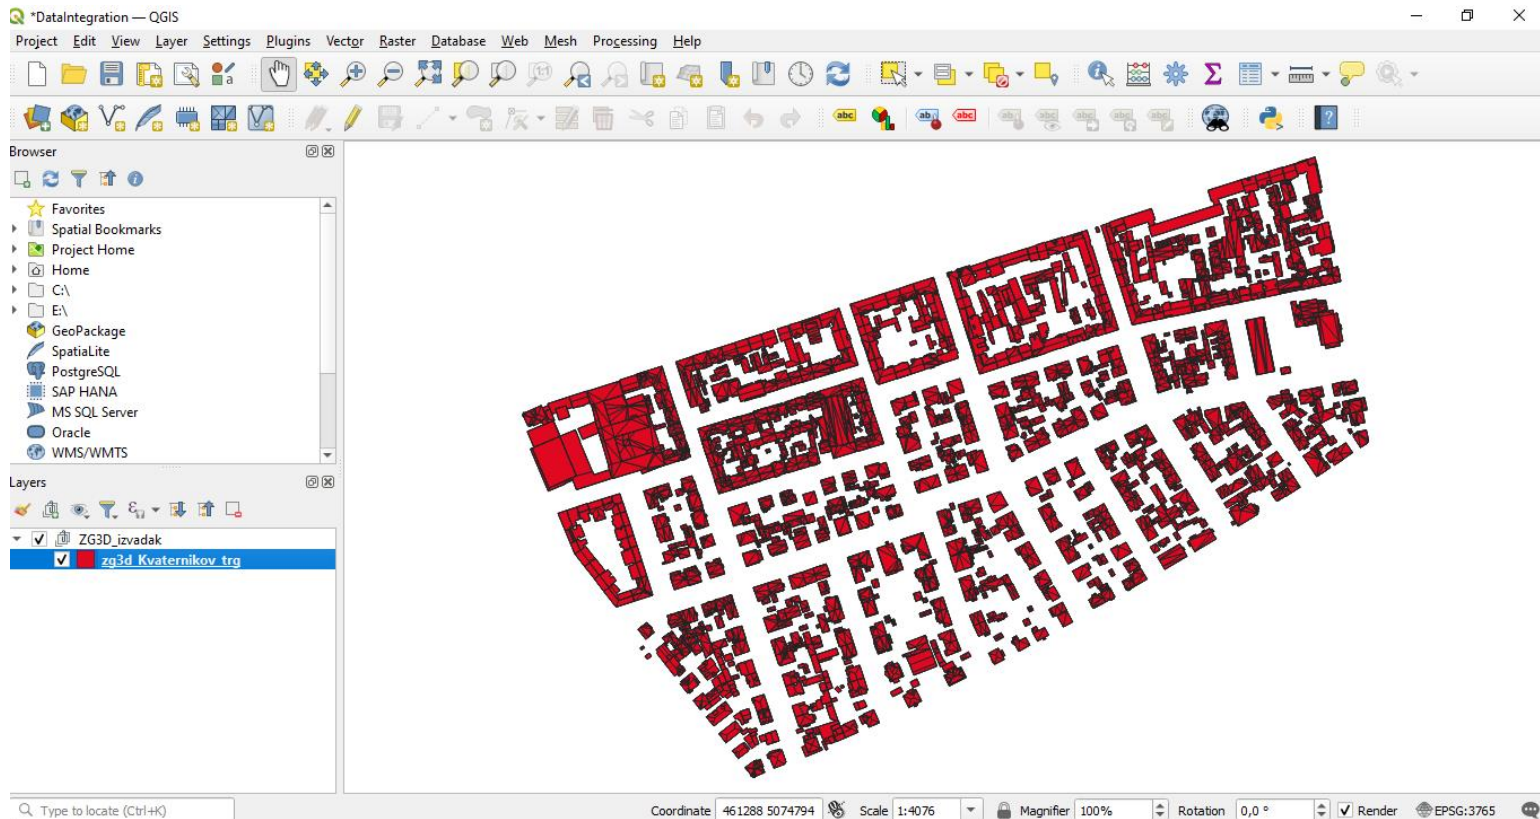 *DataIntegration — QGIS
Project Edit View Layer Settings Plugins Vector Raster Database Web Mesh Processing Help
Browser
Favorites
Spatial Bookmarks
Project Home
Home
C:\
E:\
GeoPackage
SpatiaLite
PostgreSQL
SAP HANA
MS SQL Server
Oracle
WMS/WMTS
Layers
ZG3D_izvadak
zg3d_Kvaternikov_trg
Type to locate (Ctrl+K)
Coordinate 461288 5074794 Scale 1:4076 Magnifier 100% Rotation 0,0 ° Render EPSG:3765